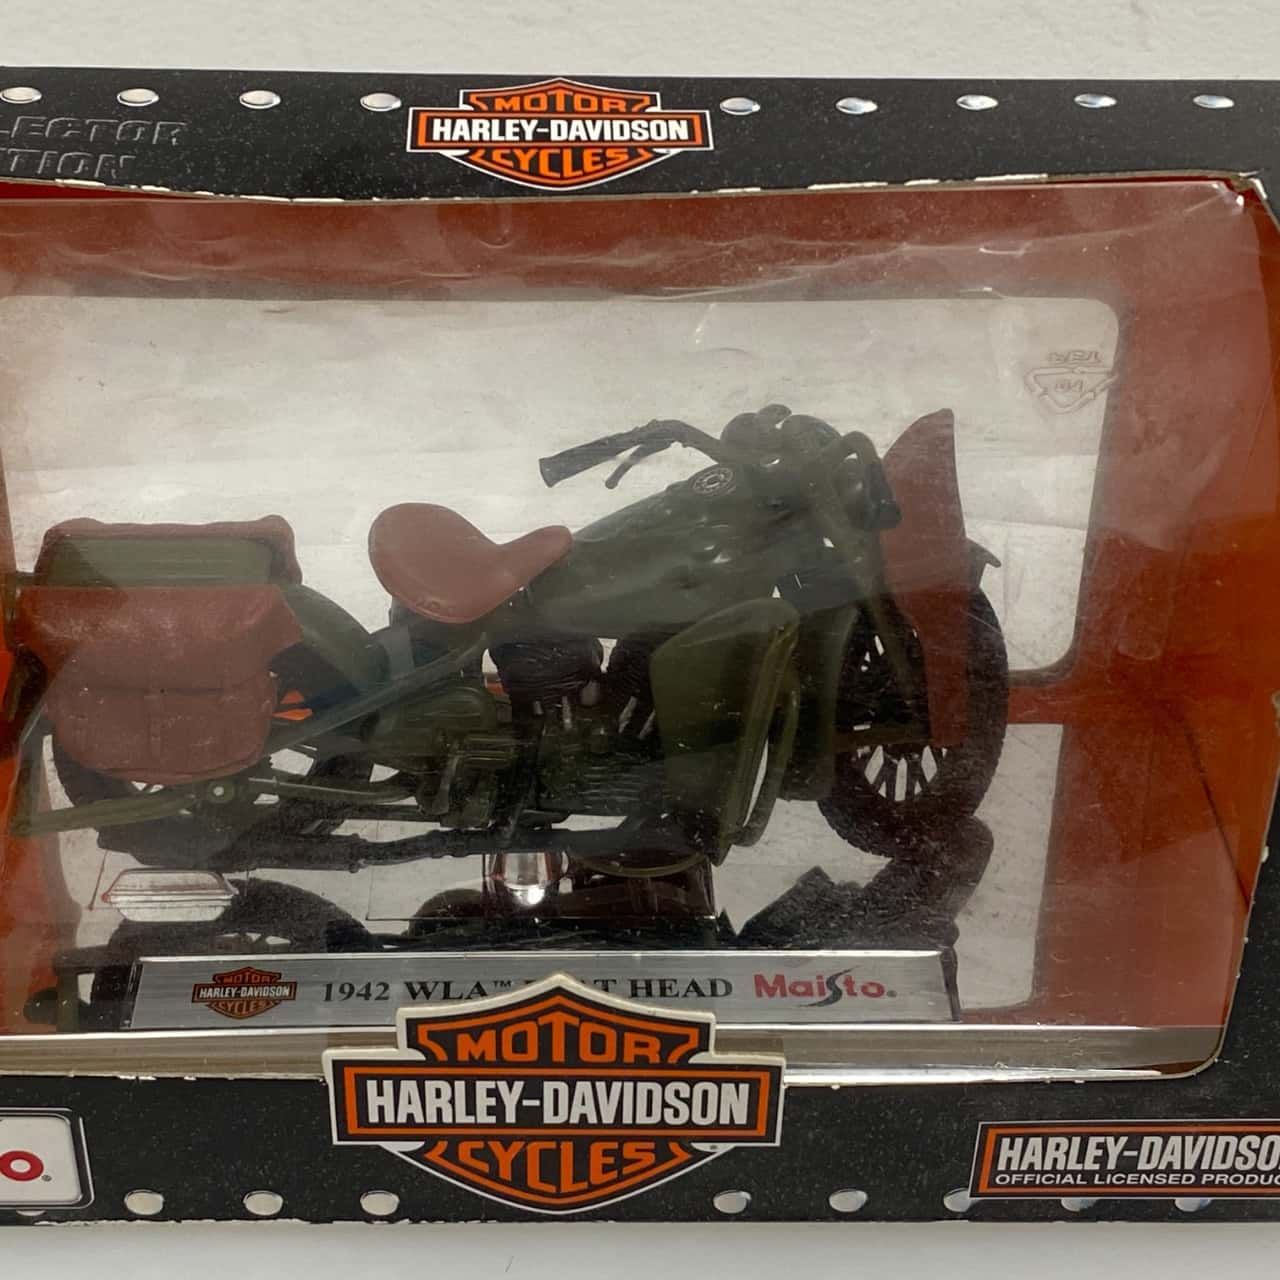 LECTOR
TION
MOTOR
HARLEY-DAVIDSON
CYCLES
MOTOR
HARLEY-DAVIDSON
CYCLES
1942 WLA™ HEAD Maisto®
MOTOR
HARLEY-DAVIDSON
CYCLES
o®
HARLEY-DAVIDSO
OFFICIAL LICENSED PRODUC